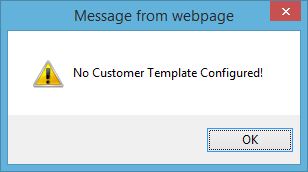 Message from webpage
No Customer Template Configured!
OK